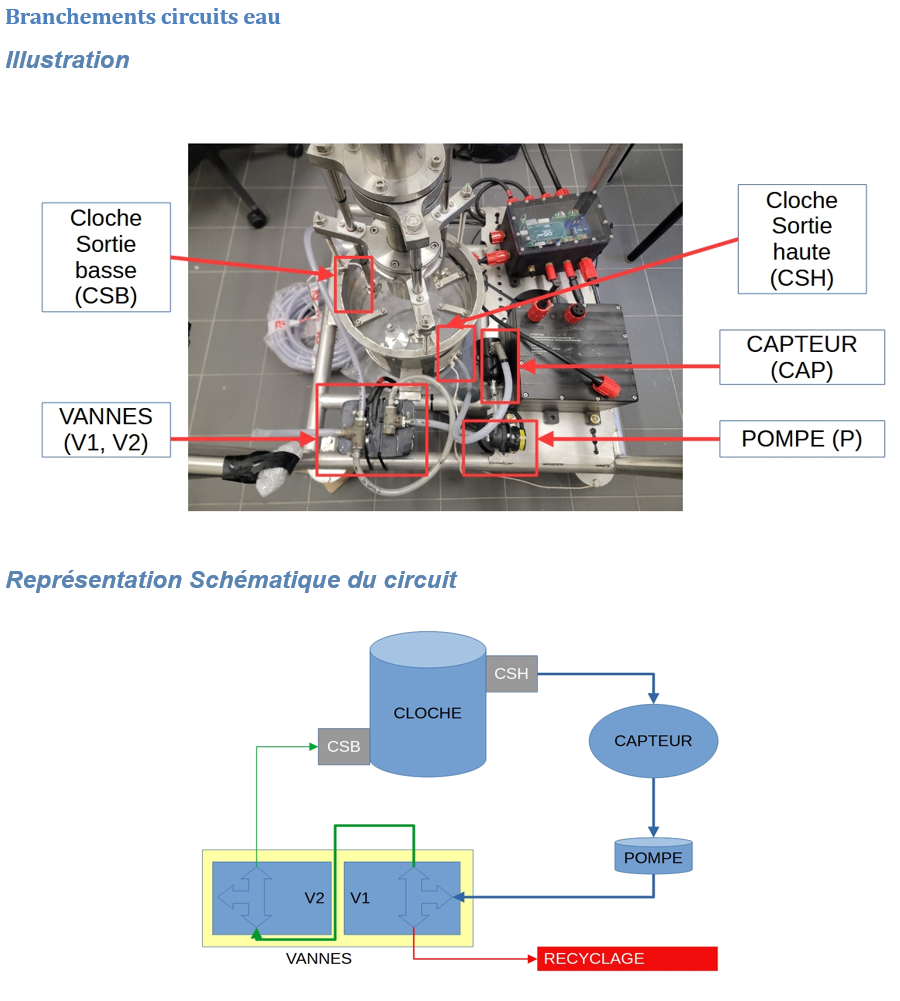 Branchements circuits eau
Illustration
Cloche
Sortie
basse
(CSB)
Cloche
Sortie
haute
(CSH)
CAPTEUR
(CAP)
VANNES
(V1, V2)
POMPE (P)
Représentation Schématique du circuit
CSH
CLOCHE
CAPTEUR
CSB
POMPE
V2
V1
VANNES
RECYCLAGE